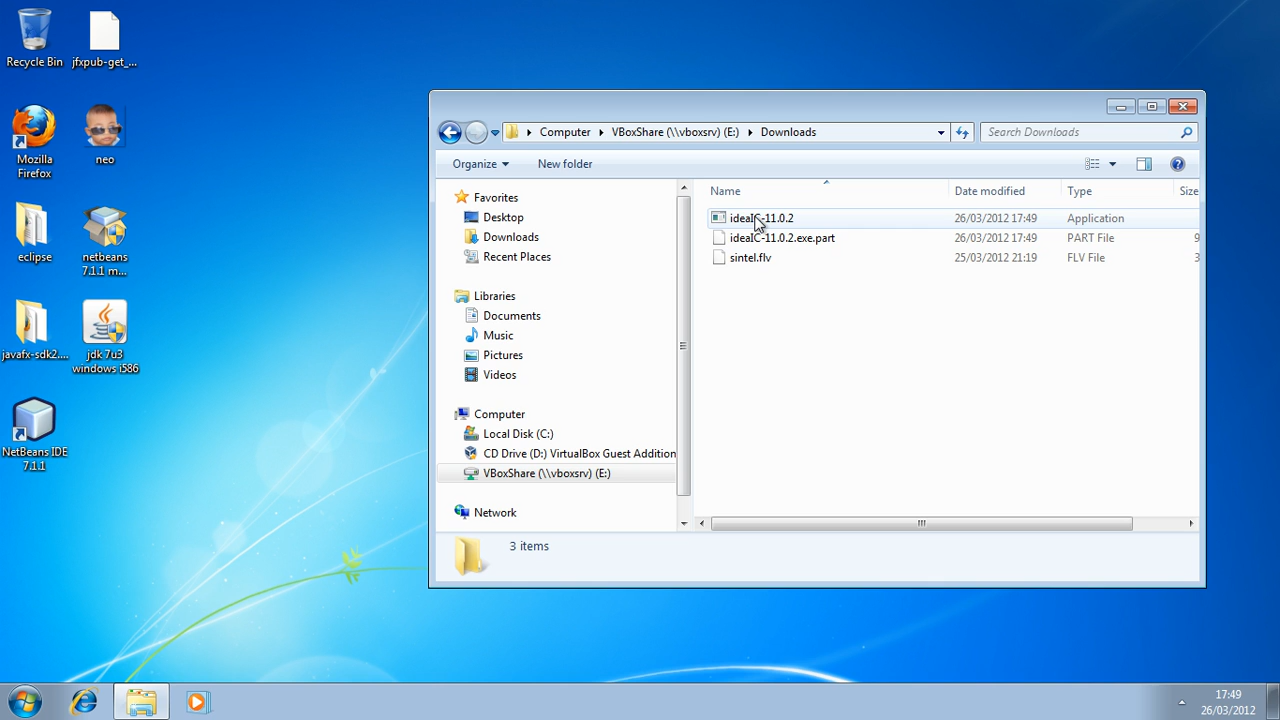 Recycle Bin
jfxpub-get_...
Mozilla
Firefox
neo
eclipse
netbeans
7.1.1 m...
javafx-sdk2....
jdk 7u3
windows i586
NetBeans IDE
7.1.1
Computer
VBoxShare (\\vboxsrv) (E:)
Downloads
Search Downloads
Organize
New folder
Favorites
Desktop
Downloads
Recent Places
Libraries
Documents
Music
Pictures
Videos
Computer
Local Disk (C:)
CD Drive (D:) VirtualBox Guest Addition
VBoxShare (\\vboxsrv) (E:)
Network
Name Date modified Type Size
ideaIC-11.0.2 26/03/2012 17:49 Application
ideaIC-11.0.2.exe.part 26/03/2012 17:49 PART File 9
sintel.flv 25/03/2012 21:19 FLV File 3
3 items
17:49
26/03/2012